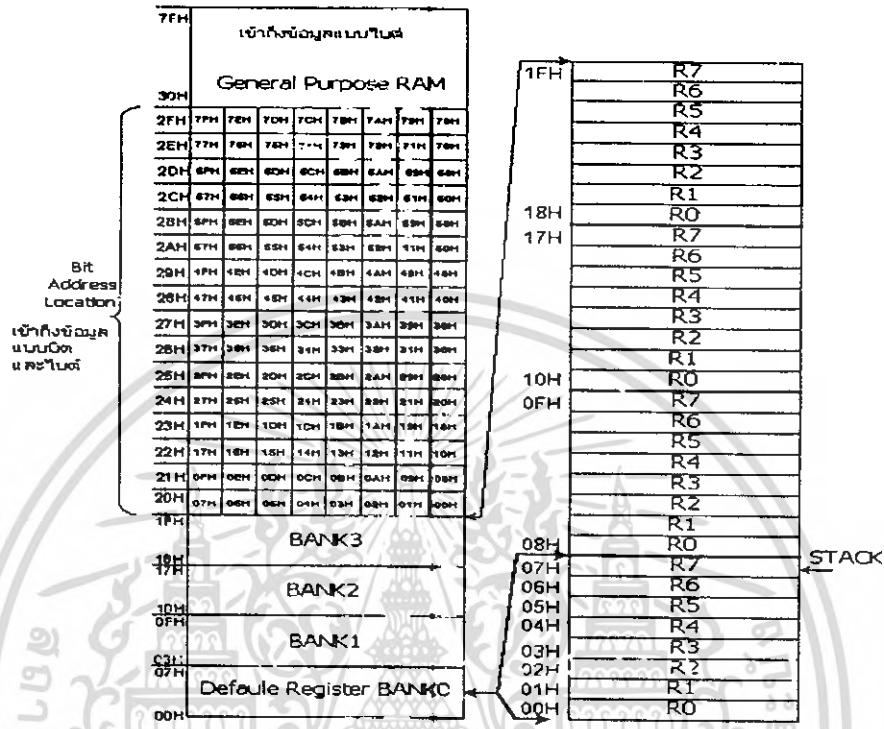 7FH
เข้าถึงข้อมูลแบบไบต์
General Purpose RAM
30H
2FH 7FH 7EH 7DH 7CH 7BH 7AH 79H 78H
2EH 77H 76H 75H 73H 72H 71H 70H
2DH 6FH 6EH 6DH 6CH 6BH 6AH 69H 68H
2CH 67H 66H 65H 64H 63H 62H 61H 60H
2BH 5FH 5EH 5DH 5CH 5BH 5AH 59H 58H
2AH 57H 56H 55H 54H 53H 52H 11H 50H
29H 4FH 4EH 4DH 4CH 4BH 4AH 49H 48H
28H 47H 46H 45H 44H 43H 42H 41H 40H
27H 3FH 3EH 3DH 3CH 3BH 3AH 39H 38H
26H 37H 36H 35H 34H 33H 32H 31H 30H
25H 2FH 2EH 2DH 2CH 2BH 2AH 29H 28H
24H 27H 26H 25H 24H 23H 22H 21H 20H
23H 1FH 1EH 1DH 1CH 1BH 1AH 19H 18H
22H 17H 16H 15H 14H 13H 12H 11H 10H
21H 0FH 0EH 0DH 0CH 0BH 0AH 09H 08H
20H 07H 06H 05H 04H 03H 02H 01H 00H
Bit
Address
Location
เข้าถึงข้อมูล
แบบบิต
และไบต์
1FH
BANK3
18H
17H
BANK2
10H
0FH
BANK1
07H
Defaule Register BANK0
00H
1FH R7
R6
R5
R4
R3
R2
R1
18H R0
17H R7
R6
R5
R4
R3
R2
R1
10H R0
0FH R7
R6
R5
R4
R3
R2
R1
08H R0
07H R7 STACK
06H R6
05H R5
04H R4
03H R3
02H R2
01H R1
00H R0